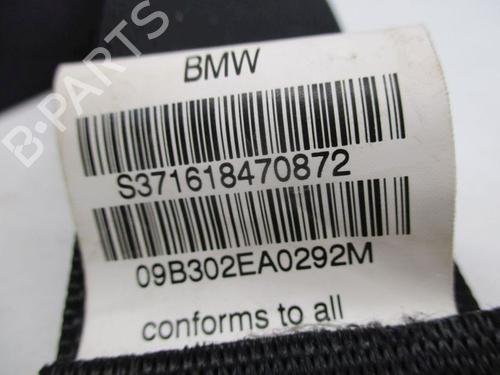 BMW
S371618470872
09B302EA0292M
conforms to all
B-PARTS